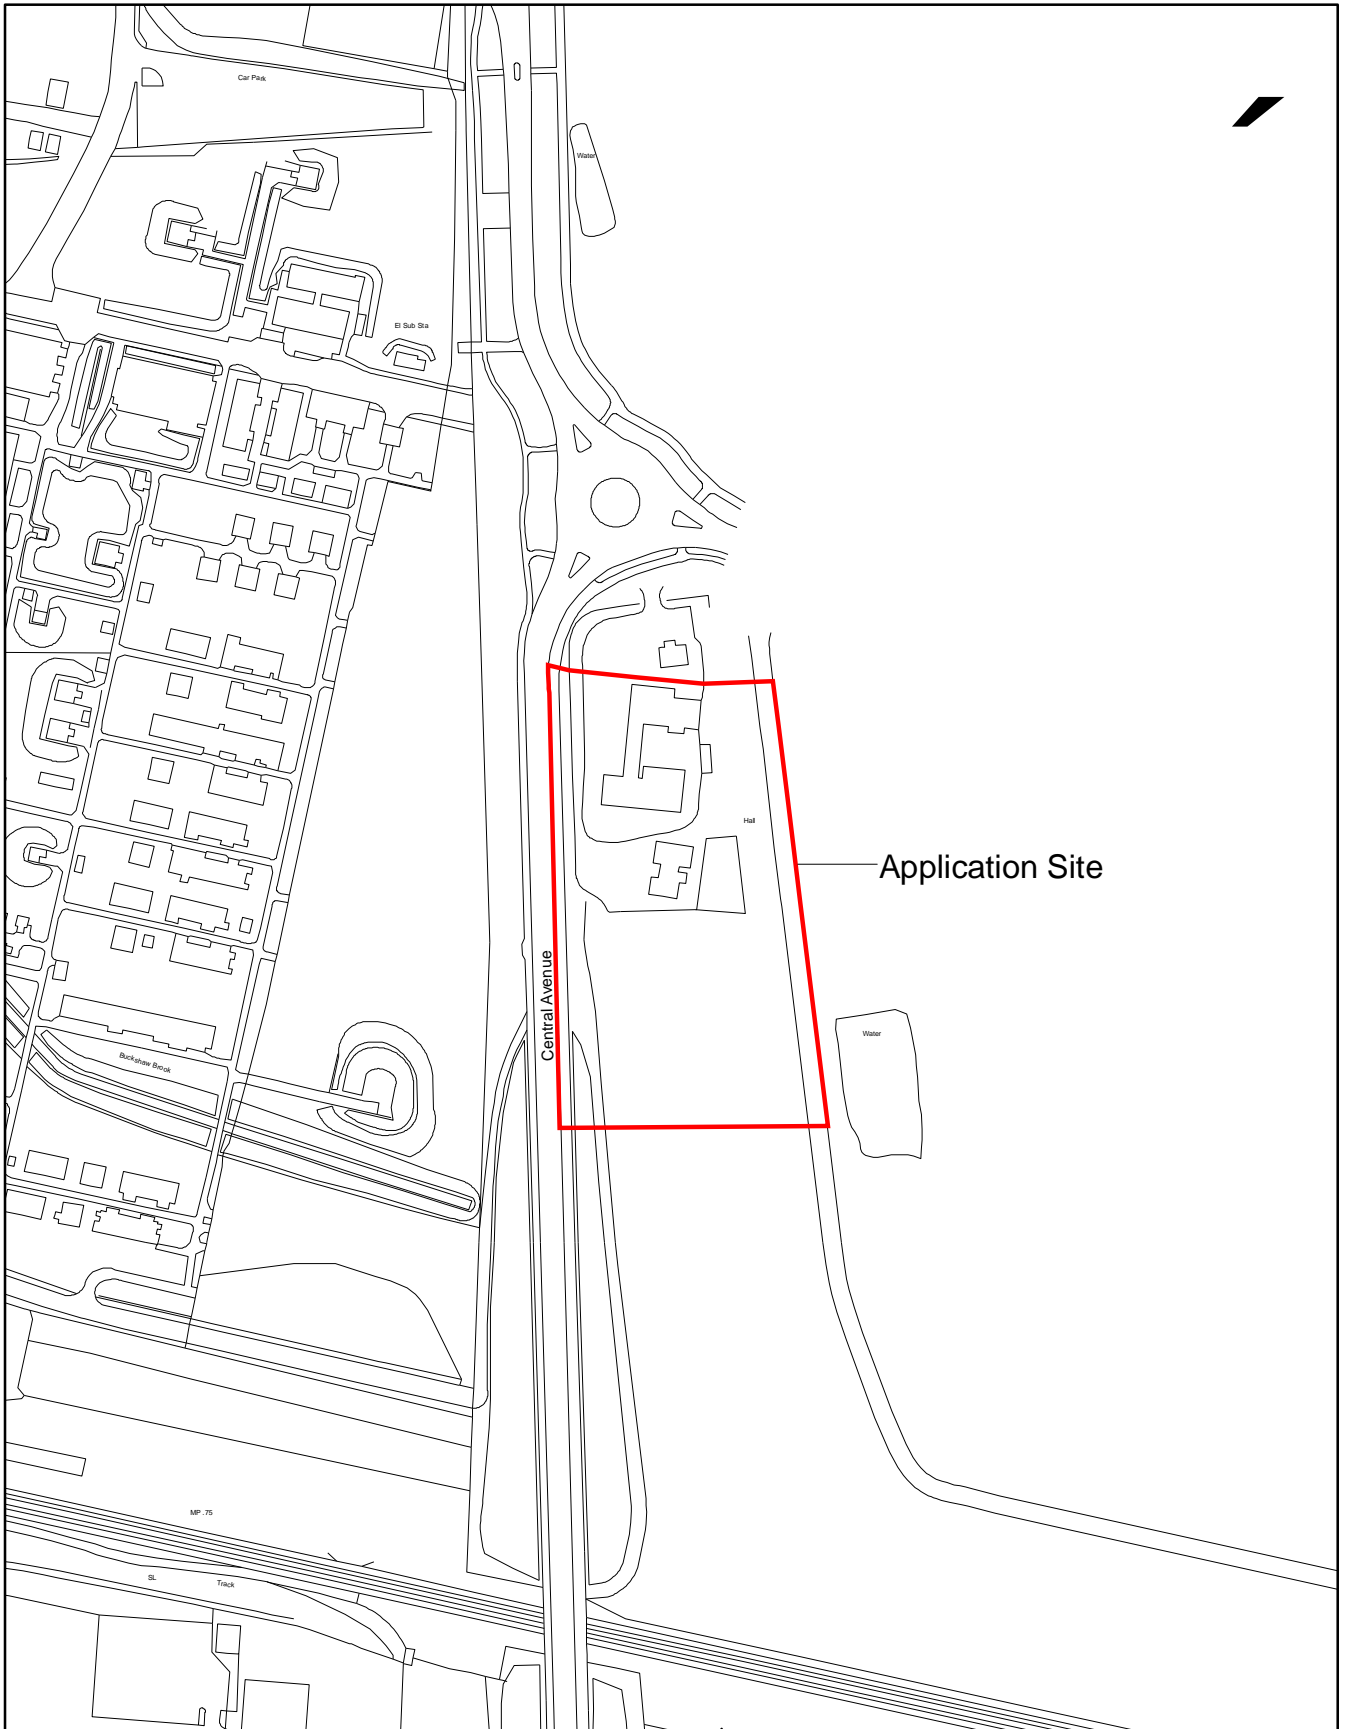 Car Park
Water
El Sub Sta
Hall
Application Site
Central Avenue
Water
Buckshaw Brook
MP .75
SL
Track